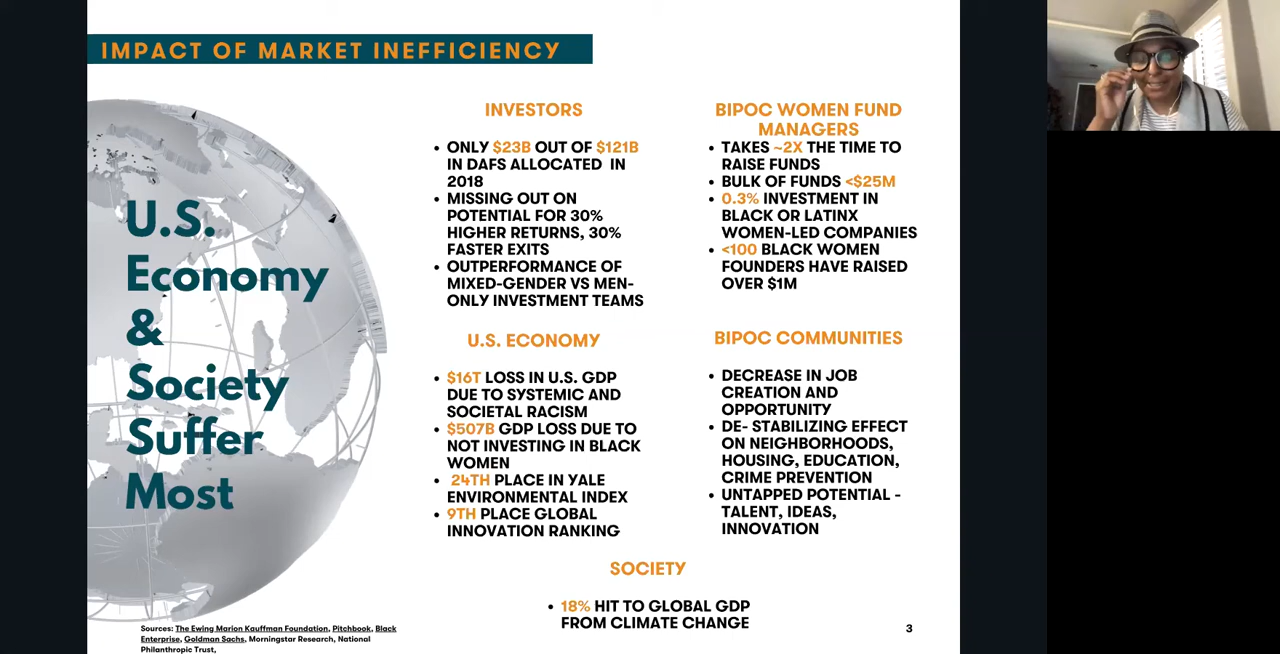 IMPACT OF MARKET INEFFICIENCY
U.S.
Economy
&
Society
Suffer
Most
INVESTORS
• ONLY $23B OUT OF $121B
IN DAFS ALLOCATED IN
2018
• MISSING OUT ON
POTENTIAL FOR 30%
HIGHER RETURNS, 30%
FASTER EXITS
• OUTPERFORMANCE OF
MIXED-GENDER VS MEN-
ONLY INVESTMENT TEAMS
BIPOC WOMEN FUND
MANAGERS
• TAKES ~2X THE TIME TO
RAISE FUNDS
• BULK OF FUNDS <$25M
• 0.3% INVESTMENT IN
BLACK OR LATINX
WOMEN-LED COMPANIES
• <100 BLACK WOMEN
FOUNDERS HAVE RAISED
OVER $1M
U.S. ECONOMY
• $16T LOSS IN U.S. GDP
DUE TO SYSTEMIC AND
SOCIETAL RACISM
• $507B GDP LOSS DUE TO
NOT INVESTING IN BLACK
WOMEN
• 24TH PLACE IN YALE
ENVIRONMENTAL INDEX
• 9TH PLACE GLOBAL
INNOVATION RANKING
BIPOC COMMUNITIES
• DECREASE IN JOB
CREATION AND
OPPORTUNITY
• DE- STABILIZING EFFECT
ON NEIGHBORHOODS,
HOUSING, EDUCATION,
CRIME PREVENTION
• UNTAPPED POTENTIAL -
TALENT, IDEAS,
INNOVATION
SOCIETY
• 18% HIT TO GLOBAL GDP
FROM CLIMATE CHANGE
Sources: The Ewing Marion Kauffman Foundation, Pitchbook, Black
Enterprise, Goldman Sachs, Morningstar Research, National
Philanthropic Trust,
3